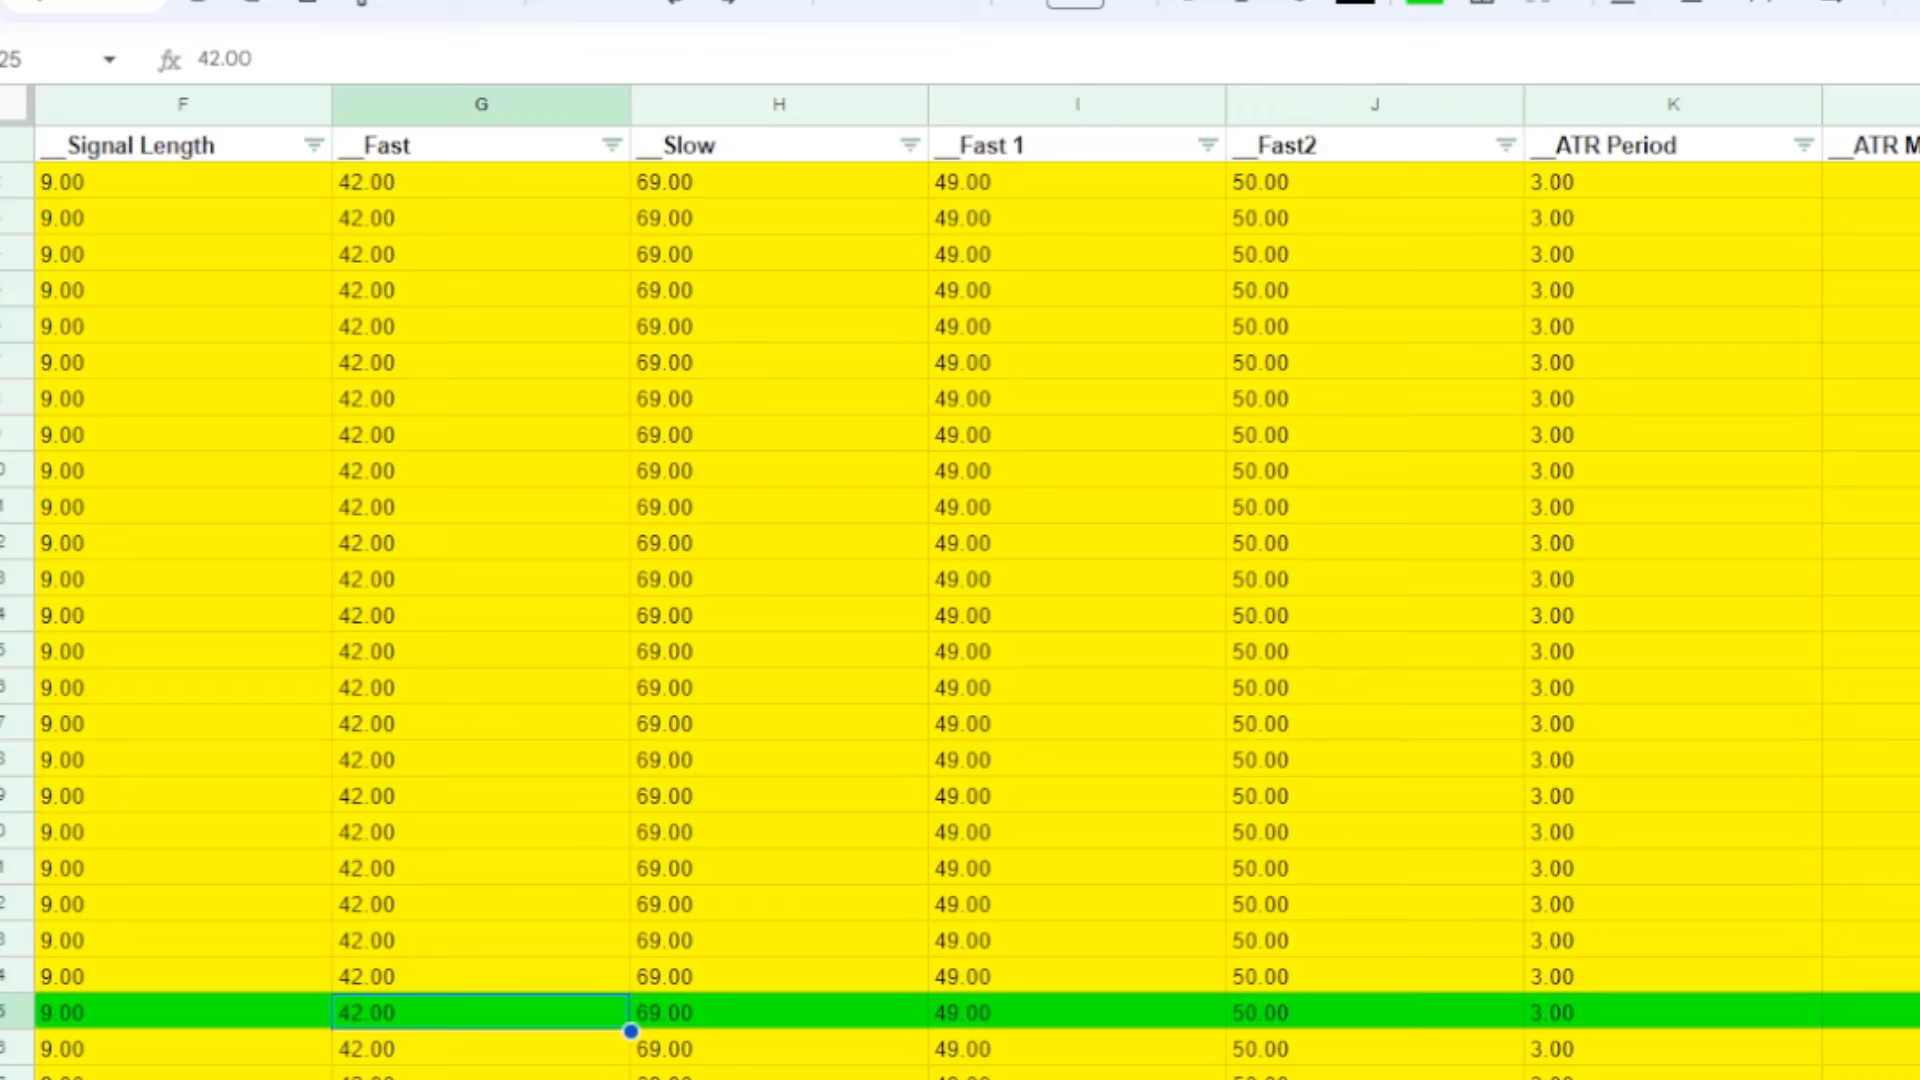 25 fx 42.00
F G H I J K
__Signal Length __Fast __Slow __Fast 1 __Fast2 __ATR Period __ATR M
9.00 42.00 69.00 49.00 50.00 3.00
9.00 42.00 69.00 49.00 50.00 3.00
9.00 42.00 69.00 49.00 50.00 3.00
9.00 42.00 69.00 49.00 50.00 3.00
9.00 42.00 69.00 49.00 50.00 3.00
9.00 42.00 69.00 49.00 50.00 3.00
9.00 42.00 69.00 49.00 50.00 3.00
9.00 42.00 69.00 49.00 50.00 3.00
0 9.00 42.00 69.00 49.00 50.00 3.00
1 9.00 42.00 69.00 49.00 50.00 3.00
2 9.00 42.00 69.00 49.00 50.00 3.00
3 9.00 42.00 69.00 49.00 50.00 3.00
4 9.00 42.00 69.00 49.00 50.00 3.00
5 9.00 42.00 69.00 49.00 50.00 3.00
6 9.00 42.00 69.00 49.00 50.00 3.00
7 9.00 42.00 69.00 49.00 50.00 3.00
8 9.00 42.00 69.00 49.00 50.00 3.00
9 9.00 42.00 69.00 49.00 50.00 3.00
0 9.00 42.00 69.00 49.00 50.00 3.00
1 9.00 42.00 69.00 49.00 50.00 3.00
2 9.00 42.00 69.00 49.00 50.00 3.00
3 9.00 42.00 69.00 49.00 50.00 3.00
4 9.00 42.00 69.00 49.00 50.00 3.00
5 9.00 42.00 69.00 49.00 50.00 3.00
6 9.00 42.00 69.00 49.00 50.00 3.00